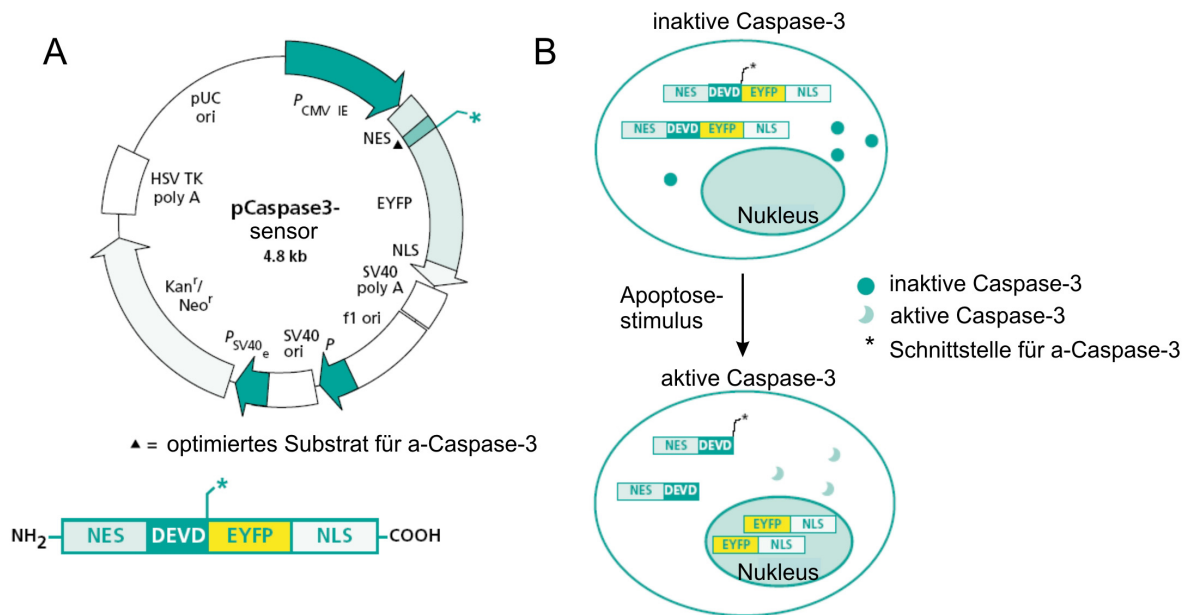 A
pUC
ori
P CMV IE
*
NES
▲
HSV TK
poly A
EYFP
pCaspase3-
sensor
4.8 kb
NLS
SV40
poly A
Kanr/
Neor
f1 ori
PSV40e
SV40
ori
P
▲ = optimiertes Substrat für a-Caspase-3
*
NH2 NES DEVD EYFP NLS COOH
B
inaktive Caspase-3
*
NES DEVD EYFP NLS
NES DEVD EYFP NLS
Nukleus
Apoptose-
stimulus
inaktive Caspase-3
aktive Caspase-3
* Schnittstelle für a-Caspase-3
aktive Caspase-3
*
NES DEVD
NES DEVD
EYFP NLS
EYFP NLS
Nukleus